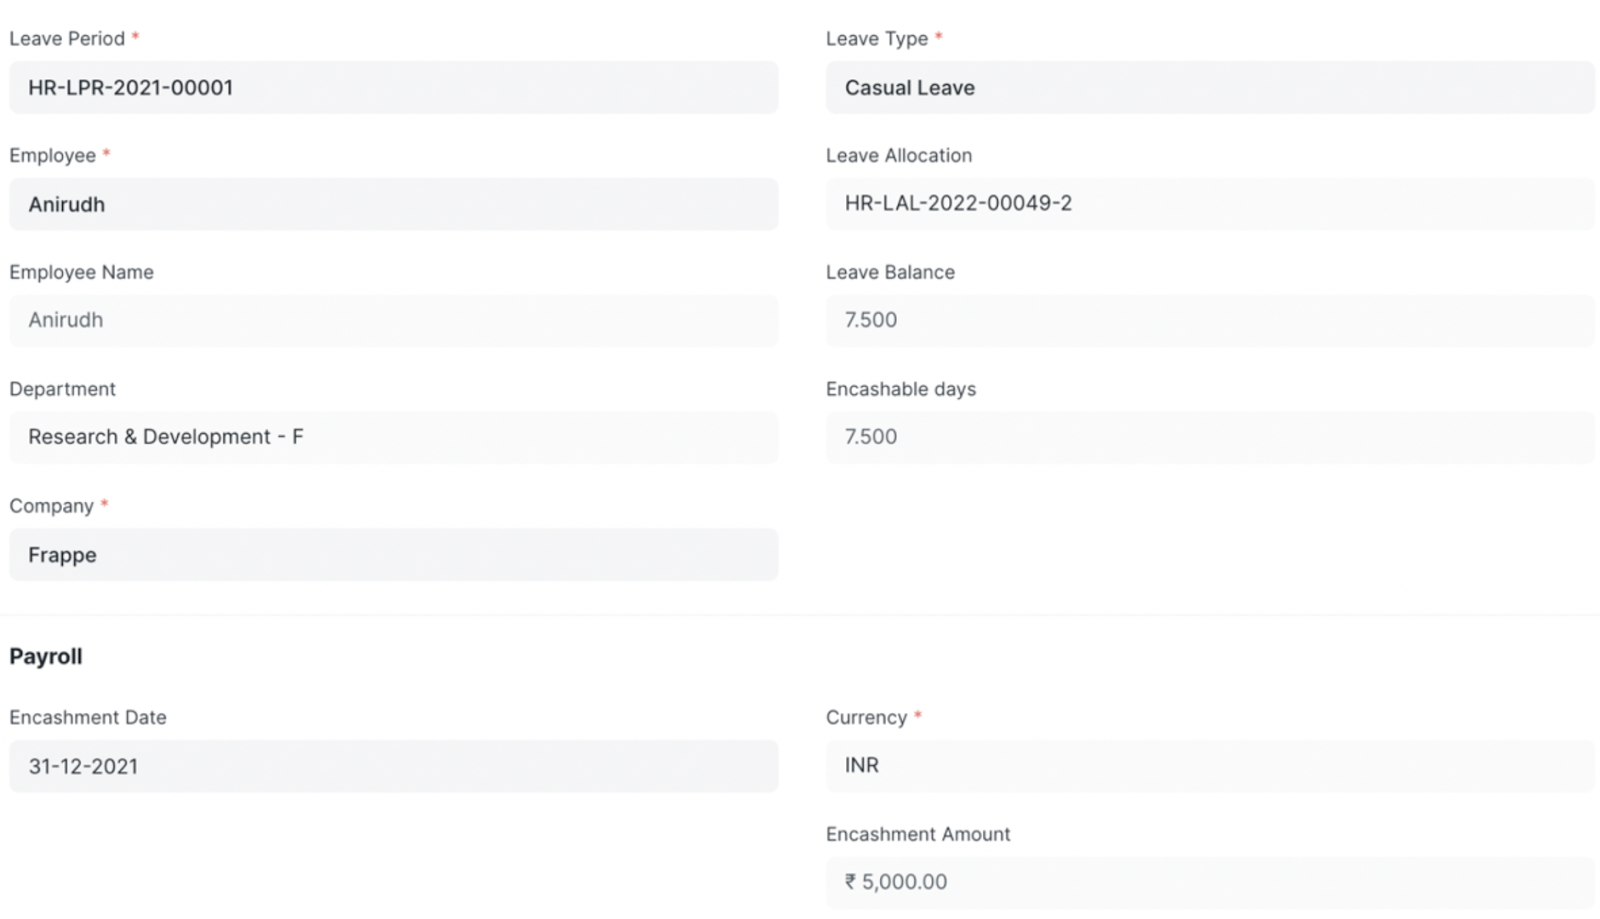 Leave Period *
HR-LPR-2021-00001
Employee *
Anirudh
Employee Name
Anirudh
Department
Research & Development - F
Company *
Frappe
Leave Type *
Casual Leave
Leave Allocation
HR-LAL-2022-00049-2
Leave Balance
7.500
Encashable days
7.500
Payroll
Encashment Date
31-12-2021
Currency *
INR
Encashment Amount
₹ 5,000.00